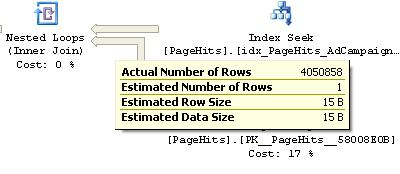 Nested Loops
(Inner Join)
Cost: 0 %
Index Seek
[PageHits].[idx_PageHits_AdCampaign…
Actual Number of Rows 4050858
Estimated Number of Rows 1
Estimated Row Size 15 B
Estimated Data Size 15 B
[PageHits].[PK__PageHits__58008E0B]
Cost: 17 %